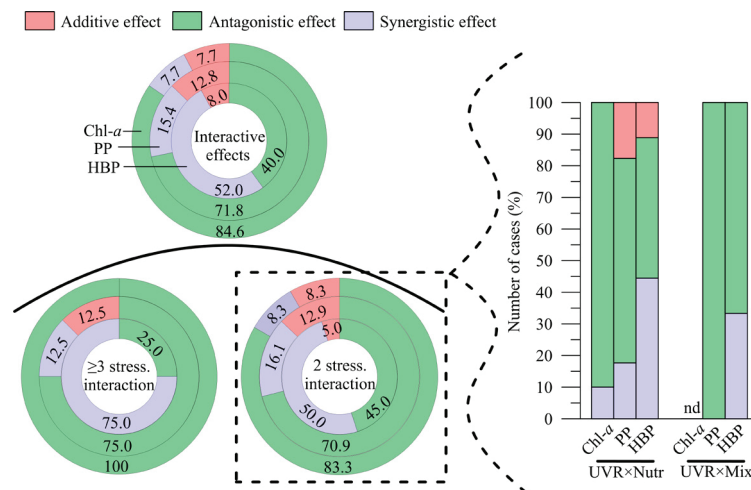 Additive effect Antagonistic effect Synergistic effect
7.7
7.7
12.8
8.0
15.4
Chl-a
PP
HBP
Interactive
effects
40.0
52.0
71.8
84.6
12.5
12.5
25.0
≥3 stress.
interaction
75.0
75.0
100
8.3
8.3
12.9
5.0
16.1
2 stress.
interaction
50.0
45.0
70.9
83.3
Number of cases (%)
100
90
80
70
60
50
40
30
20
10
0
nd
Chl-a PP HBP Chl-a PP HBP
UVR×Nutr UVR×Mix